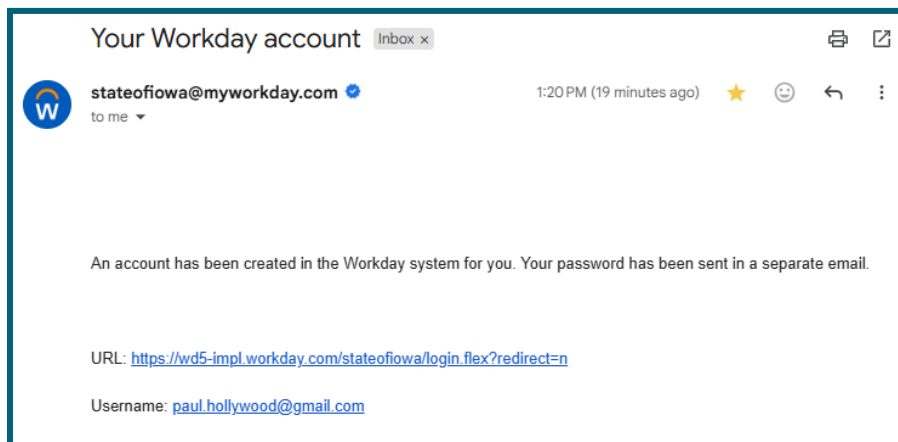 Your Workday account Inbox ×
stateofiowa@myworkday.com 1:20 PM (19 minutes ago)
to me
An account has been created in the Workday system for you. Your password has been sent in a separate email.
URL: https://wd5-impl.workday.com/stateofiowa/login.flex?redirect=n
Username: paul.hollywood@gmail.com